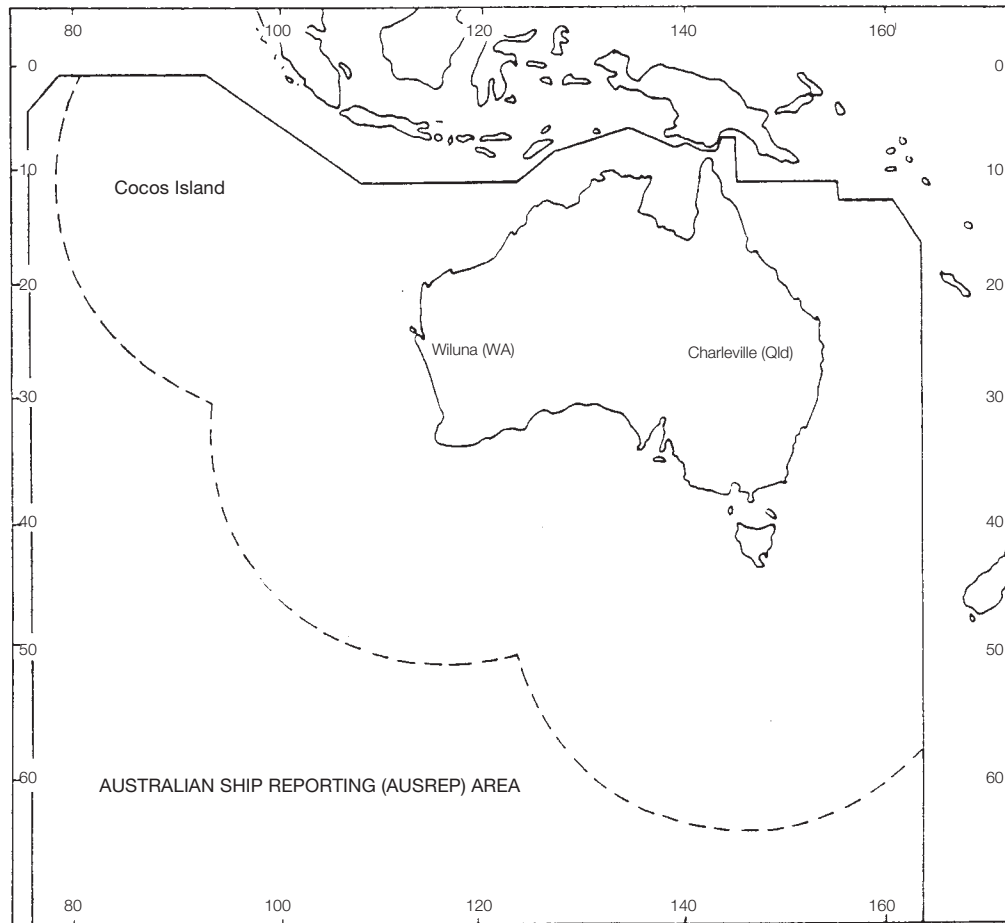 80 100 120 140 160
0 0
10 10
Cocos Island
20 20
Wiluna (WA) Charleville (Qld)
30 30
40 40
50 50
60 60
AUSTRALIAN SHIP REPORTING (AUSREP) AREA
80 100 120 140 160